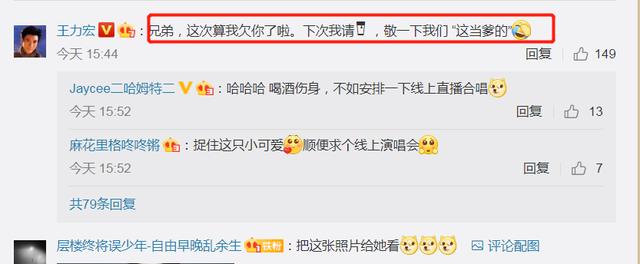 王力宏：兄弟，这次算我欠你了啦。下次我请，敬一下我们 “这当爹的”
今天 15:44 回复 149
Jaycee二哈姆特二：哈哈哈 喝酒伤身，不如安排一下线上直播合唱
今天 15:52 回复 13
麻花里格咚咚锵：捉住这只小可爱顺便求个线上演唱会
今天 15:52 回复 7
共79条回复
层楼终将误少年-自由早晚乱余生 铁粉：把这张照片给她看 评论配图